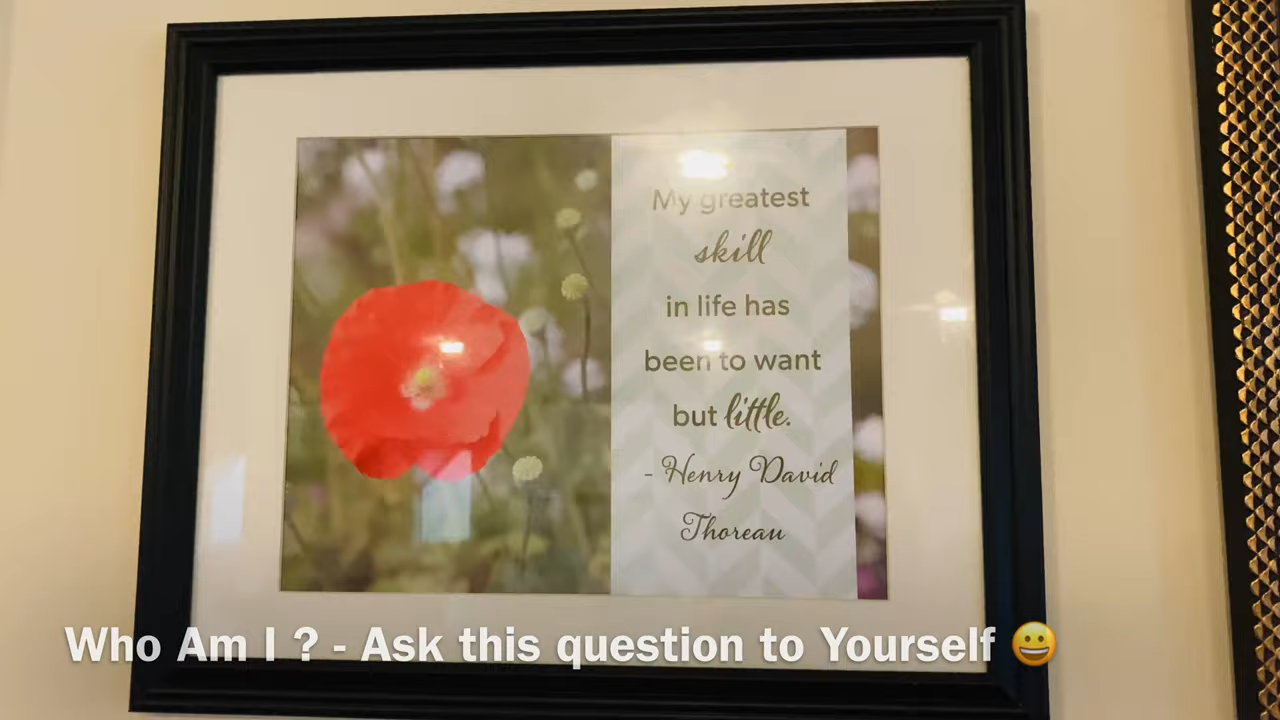 My greatest
skill
in life has
been to want
but little.
- Henry David
Thoreau
Who Am I ? - Ask this question to Yourself 😀